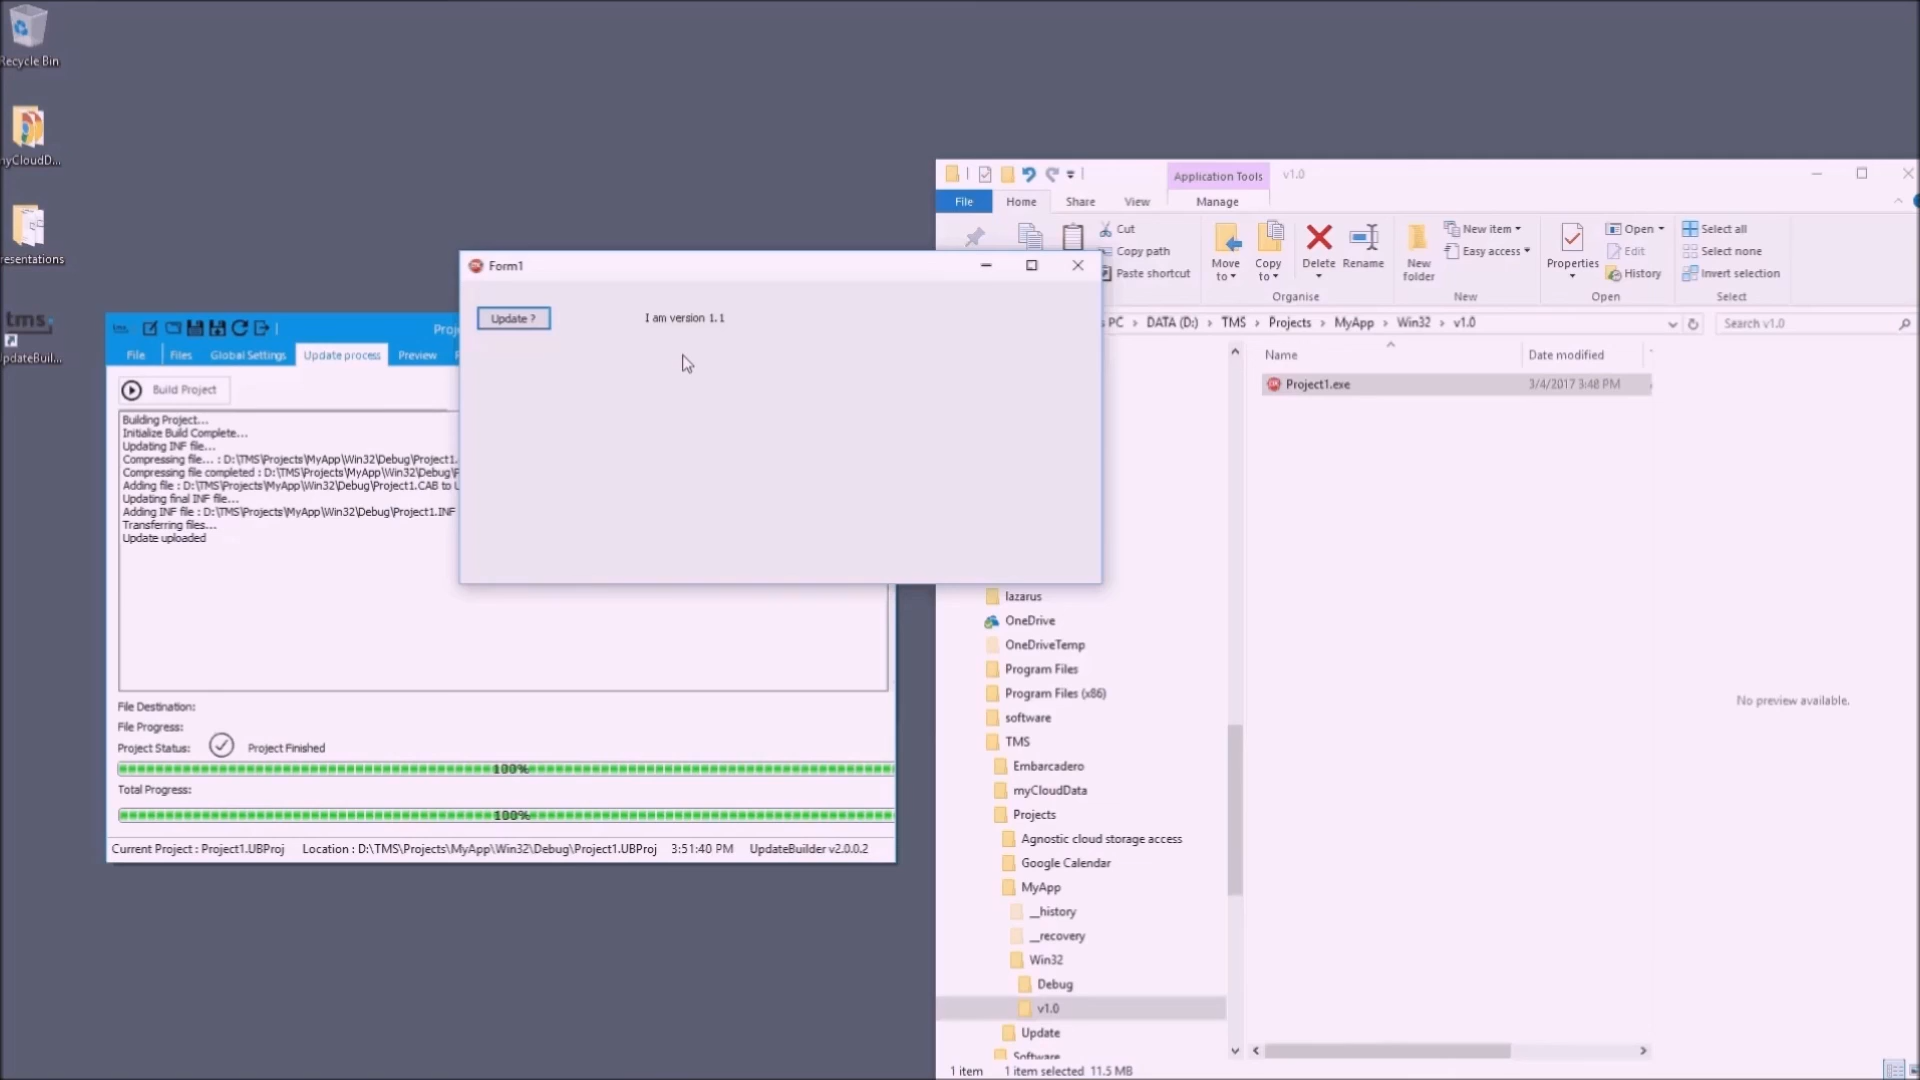 Recycle Bin
myCloudD...
resentations
tms
UpdateBuil...
File
Files
Global Settings
Update process
Preview
Build Project
Building Project...
Initialize Build Complete...
Updating INF file...
Compressing file... : D:\TMS\Projects\MyApp\Win32\Debug\Project1.
Compressing file completed : D:\TMS\Projects\MyApp\Win32\Debug\P
Adding file : D:\TMS\Projects\MyApp\Win32\Debug\Project1.CAB to U
Updating final INF file...
Adding INF file : D:\TMS\Projects\MyApp\Win32\Debug\Project1.INF
Transferring files...
Update uploaded
File Destination:
File Progress:
Project Status: Project Finished
100%
Total Progress:
100%
Current Project : Project1.UBProj Location : D:\TMS\Projects\MyApp\Win32\Debug\Project1.UBProj 3:51:40 PM UpdateBuilder v2.0.0.2
Form1
Update ?
I am version 1.1
Application Tools v1.0
File Home Share View Manage
Cut
Copy path
Paste shortcut
Move to
Copy to
Delete
Rename
Organise
New folder
New item
Easy access
New
Properties
Open
Edit
History
Open
Select all
Select none
Invert selection
Select
PC > DATA (D:) > TMS > Projects > MyApp > Win32 > v1.0
Search v1.0
Name Date modified
Project1.exe 3/4/2017 3:48 PM
No preview available.
lazarus
OneDrive
OneDriveTemp
Program Files
Program Files (x86)
software
TMS
Embarcadero
myCloudData
Projects
Agnostic cloud storage access
Google Calendar
MyApp
__history
__recovery
Win32
Debug
v1.0
Update
Software
1 item 1 item selected 11.5 MB